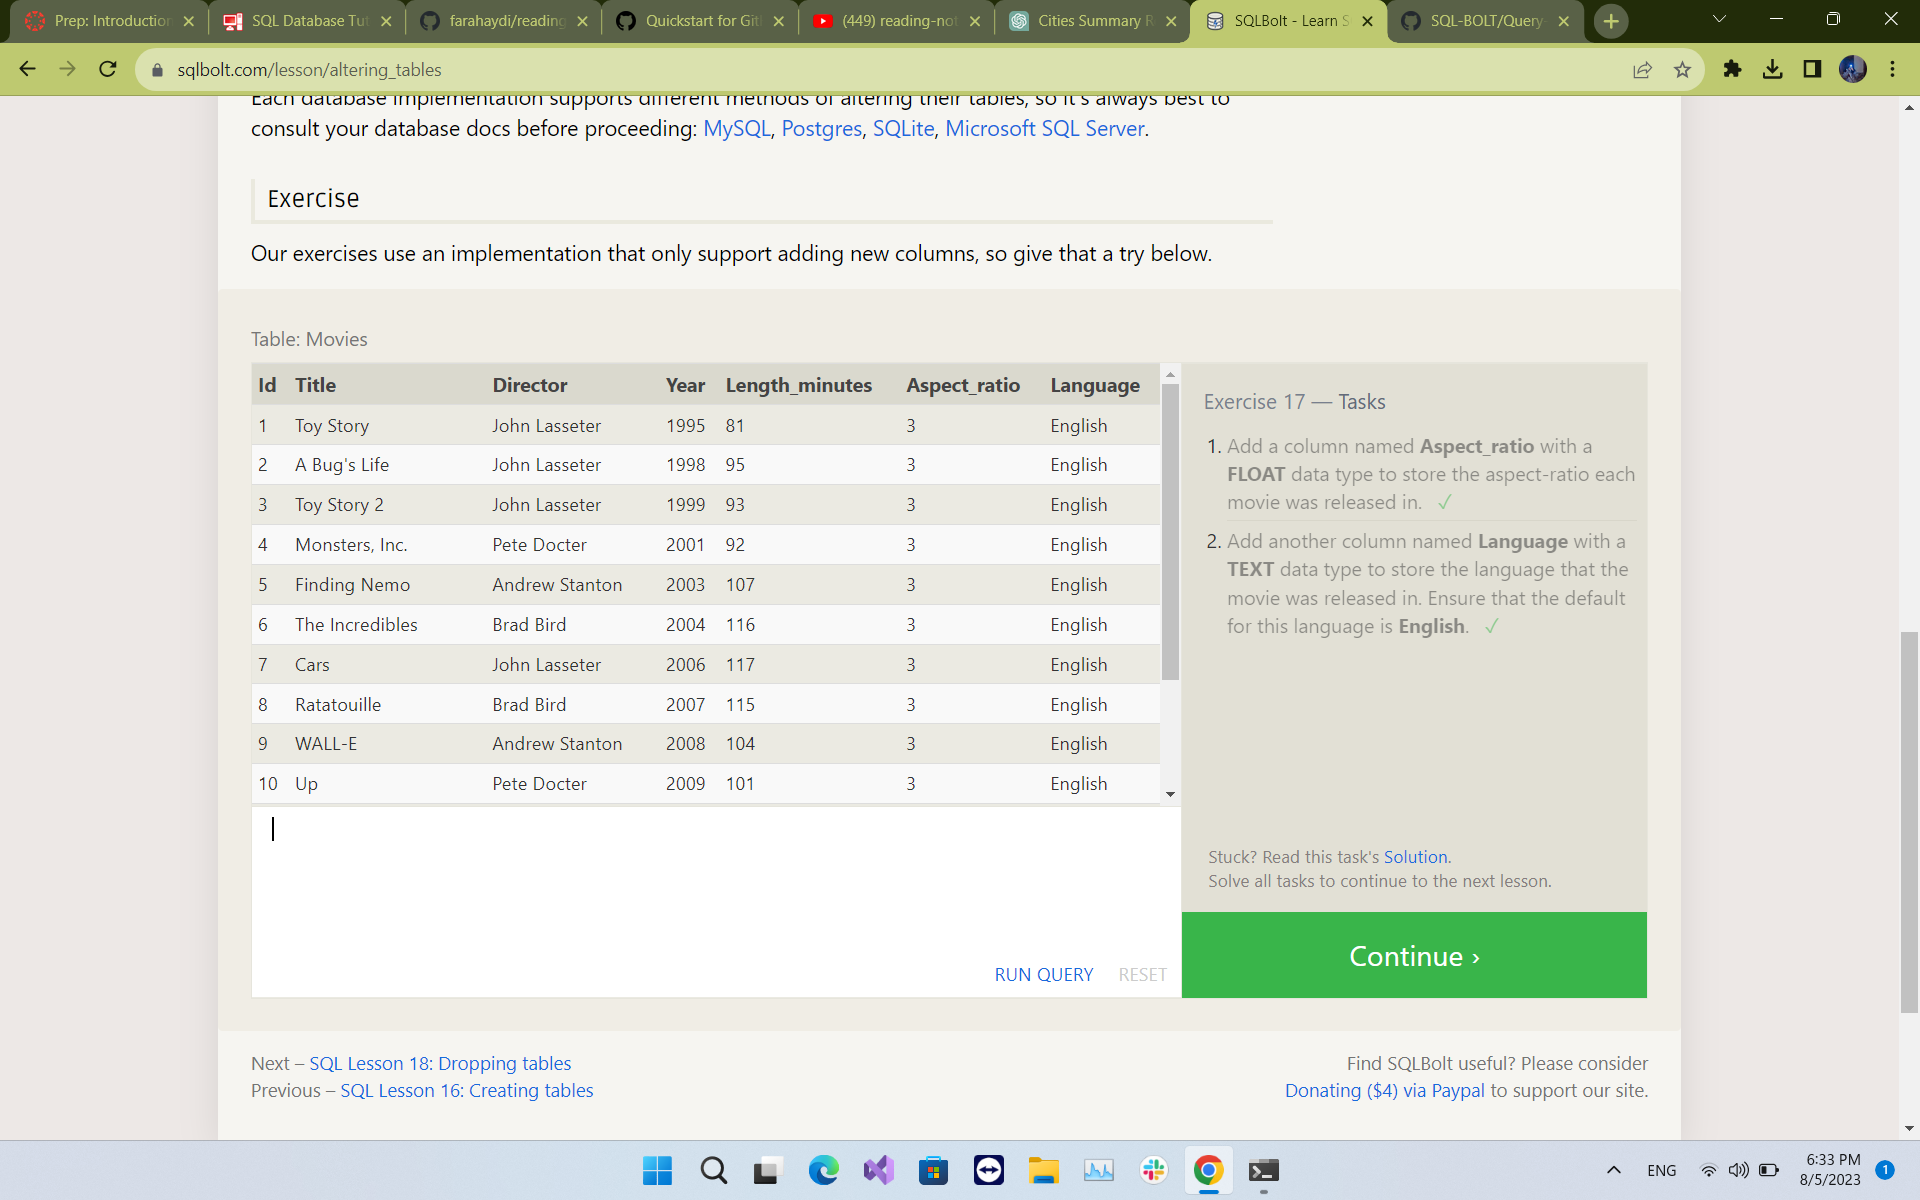 Prep: Introduction
SQL Database Tut
farahaydi/reading
Quickstart for Git
(449) reading-not
Cities Summary R
SQLBolt - Learn S
SQL-BOLT/Query-
sqlbolt.com/lesson/altering_tables
Each database implementation supports different methods of altering their tables, so it's always best to
consult your database docs before proceeding: MySQL, Postgres, SQLite, Microsoft SQL Server.
Exercise
Our exercises use an implementation that only support adding new columns, so give that a try below.
Table: Movies
Id Title Director Year Length_minutes Aspect_ratio Language
1 Toy Story John Lasseter 1995 81 3 English
2 A Bug's Life John Lasseter 1998 95 3 English
3 Toy Story 2 John Lasseter 1999 93 3 English
4 Monsters, Inc. Pete Docter 2001 92 3 English
5 Finding Nemo Andrew Stanton 2003 107 3 English
6 The Incredibles Brad Bird 2004 116 3 English
7 Cars John Lasseter 2006 117 3 English
8 Ratatouille Brad Bird 2007 115 3 English
9 WALL-E Andrew Stanton 2008 104 3 English
10 Up Pete Docter 2009 101 3 English
RUN QUERY RESET
Exercise 17 — Tasks
1. Add a column named Aspect_ratio with a
FLOAT data type to store the aspect-ratio each
movie was released in. ✓
2. Add another column named Language with a
TEXT data type to store the language that the
movie was released in. Ensure that the default
for this language is English. ✓
Stuck? Read this task's Solution.
Solve all tasks to continue to the next lesson.
Continue ›
Next – SQL Lesson 18: Dropping tables
Previous – SQL Lesson 16: Creating tables
Find SQLBolt useful? Please consider
Donating ($4) via Paypal to support our site.
ENG
6:33 PM
8/5/2023
1